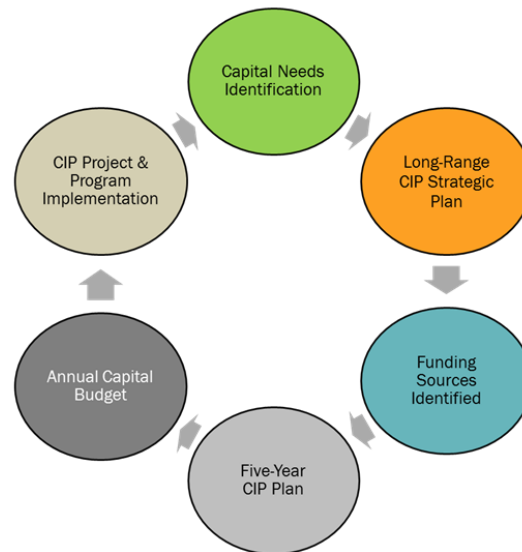 Capital Needs
Identification
Long-Range
CIP Strategic
Plan
Funding
Sources
Identified
Five-Year
CIP Plan
Annual Capital
Budget
CIP Project &
Program
Implementation